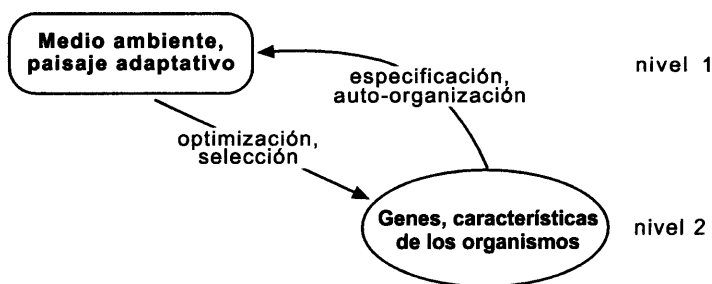 Medio ambiente,
paisaje adaptativo
especificación,
auto-organización
nivel 1
optimización,
selección
Genes, características
de los organismos
nivel 2